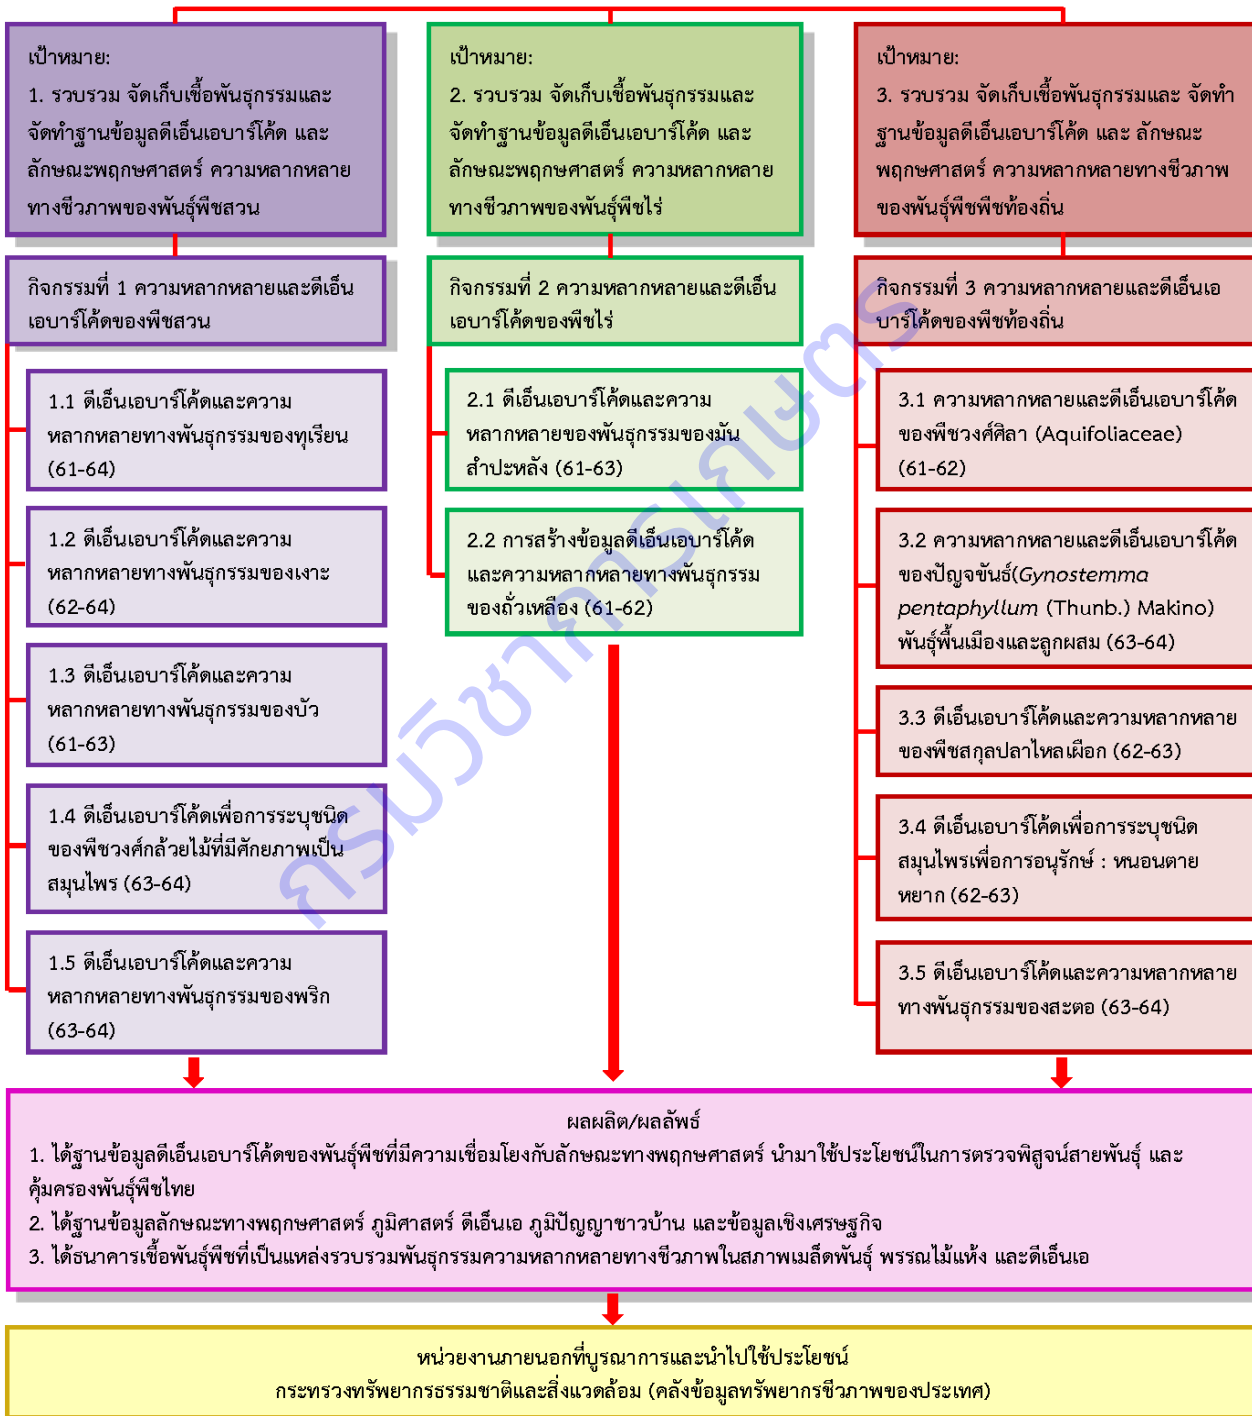 เป้าหมาย:
1. รวบรวม จัดเก็บเชื้อพันธุกรรมและ
จัดทำฐานข้อมูลดีเอ็นเอบาร์โค้ด และ
ลักษณะพฤกษศาสตร์ ความหลากหลาย
ทางชีวภาพของพันธุ์พืชสวน
กิจกรรมที่ 1 ความหลากหลายและดีเอ็น
เอบาร์โค้ดของพืชสวน
1.1 ดีเอ็นเอบาร์โค้ดและความ
หลากหลายทางพันธุกรรมของทุเรียน
(61-64)
1.2 ดีเอ็นเอบาร์โค้ดและความ
หลากหลายทางพันธุกรรมของเงาะ
(62-64)
1.3 ดีเอ็นเอบาร์โค้ดและความ
หลากหลายทางพันธุกรรมของบัว
(61-63)
1.4 ดีเอ็นเอบาร์โค้ดเพื่อการระบุชนิด
ของพืชวงศ์กล้วยไม้ที่มีศักยภาพเป็น
สมุนไพร (63-64)
1.5 ดีเอ็นเอบาร์โค้ดและความ
หลากหลายทางพันธุกรรมของพริก
(63-64)
เป้าหมาย:
2. รวบรวม จัดเก็บเชื้อพันธุกรรมและ
จัดทำฐานข้อมูลดีเอ็นเอบาร์โค้ด และ
ลักษณะพฤกษศาสตร์ ความหลากหลาย
ทางชีวภาพของพันธุ์พืชไร่
กิจกรรมที่ 2 ความหลากหลายและดีเอ็น
เอบาร์โค้ดของพืชไร่
2.1 ดีเอ็นเอบาร์โค้ดและความ
หลากหลายของพันธุกรรมของมัน
สำปะหลัง (61-63)
2.2 การสร้างข้อมูลดีเอ็นเอบาร์โค้ด
และความหลากหลายทางพันธุกรรม
ของถั่วเหลือง (61-62)
เป้าหมาย:
3. รวบรวม จัดเก็บเชื้อพันธุกรรมและ จัดทำ
ฐานข้อมูลดีเอ็นเอบาร์โค้ด และ ลักษณะ
พฤกษศาสตร์ ความหลากหลายทางชีวภาพ
ของพันธุ์พืชพืชท้องถิ่น
กิจกรรมที่ 3 ความหลากหลายและดีเอ็นเอ
บาร์โค้ดของพืชท้องถิ่น
3.1 ความหลากหลายและดีเอ็นเอบาร์โค้ด
ของพืชวงศ์ศิลา (Aquifoliaceae)
(61-62)
3.2 ความหลากหลายและดีเอ็นเอบาร์โค้ด
ของปัญจขันธ์(Gynostemma
pentaphyllum (Thunb.) Makino)
พันธุ์พื้นเมืองและลูกผสม (63-64)
3.3 ดีเอ็นเอบาร์โค้ดและความหลากหลาย
ของพืชสกุลปลาไหลเผือก (62-63)
3.4 ดีเอ็นเอบาร์โค้ดเพื่อการระบุชนิด
สมุนไพรเพื่อการอนุรักษ์ : หนอนตาย
หยาก (62-63)
3.5 ดีเอ็นเอบาร์โค้ดและความหลากหลาย
ทางพันธุกรรมของสะตอ (63-64)
กรมวิชาการเกษตร
ผลผลิต/ผลลัพธ์
1. ได้ฐานข้อมูลดีเอ็นเอบาร์โค้ดของพันธุ์พืชที่มีความเชื่อมโยงกับลักษณะทางพฤกษศาสตร์ นำมาใช้ประโยชน์ในการตรวจพิสูจน์สายพันธุ์ และ
คุ้มครองพันธุ์พืชไทย
2. ได้ฐานข้อมูลลักษณะทางพฤกษศาสตร์ ภูมิศาสตร์ ดีเอ็นเอ ภูมิปัญญาชาวบ้าน และข้อมูลเชิงเศรษฐกิจ
3. ได้ธนาคารเชื้อพันธุ์พืชที่เป็นแหล่งรวบรวมพันธุกรรมความหลากหลายทางชีวภาพในสภาพเมล็ดพันธุ์ พรรณไม้แห้ง และดีเอ็นเอ
หน่วยงานภายนอกที่บูรณาการและนำไปใช้ประโยชน์
กระทรวงทรัพยากรธรรมชาติและสิ่งแวดล้อม (คลังข้อมูลทรัพยากรชีวภาพของประเทศ)